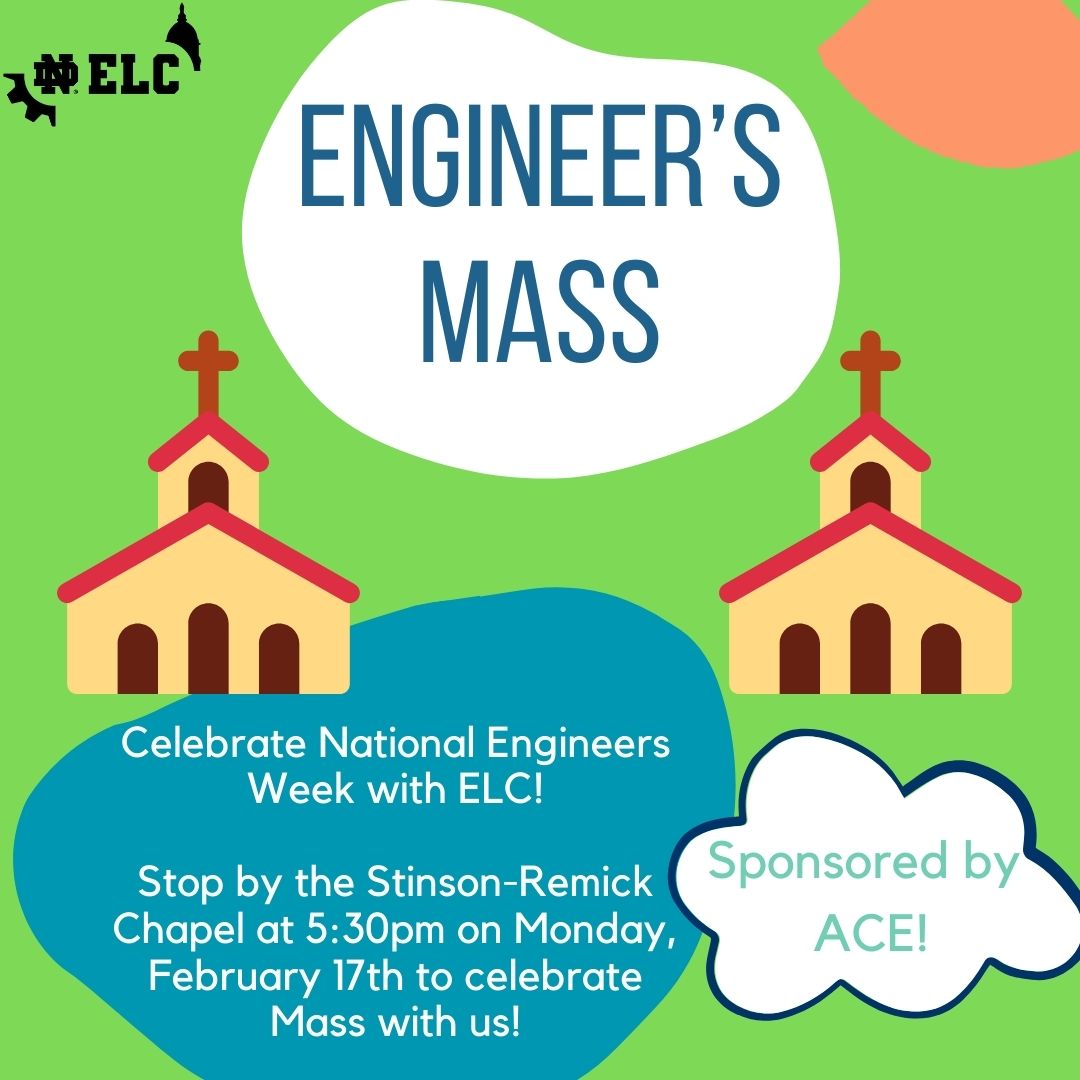 ND ELC
ENGINEER’S
MASS
Celebrate National Engineers
Week with ELC!
Stop by the Stinson-Remick
Chapel at 5:30pm on Monday,
February 17th to celebrate
Mass with us!
Sponsored by
ACE!